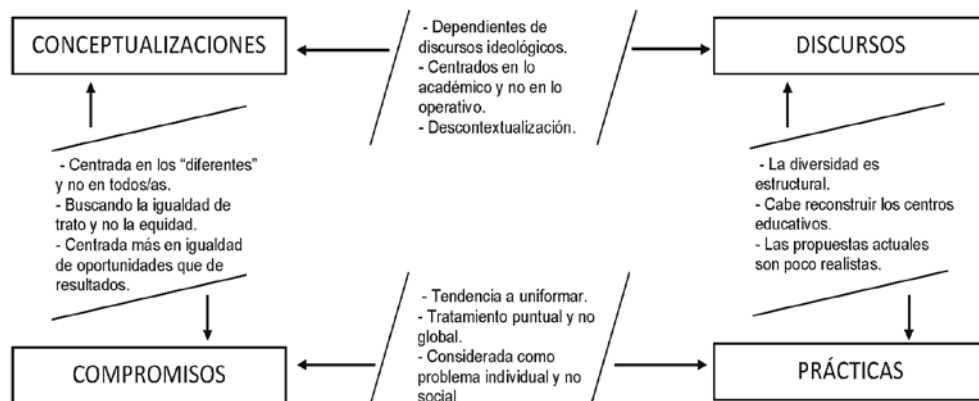 CONCEPTUALIZACIONES
- Dependientes de
discursos ideológicos.
- Centrados en lo
académico y no en lo
operativo.
- Descontextualización.
DISCURSOS
- Centrada en los “diferentes”
y no en todos/as.
- Buscando la igualdad de
trato y no la equidad.
- Centrada más en igualdad
de oportunidades que de
resultados.
- La diversidad es
estructural.
- Cabe reconstruir los centros
educativos.
- Las propuestas actuales
son poco realistas.
COMPROMISOS
- Tendencia a uniformar.
- Tratamiento puntual y no
global.
- Considerada como
problema individual y no
social
PRÁCTICAS